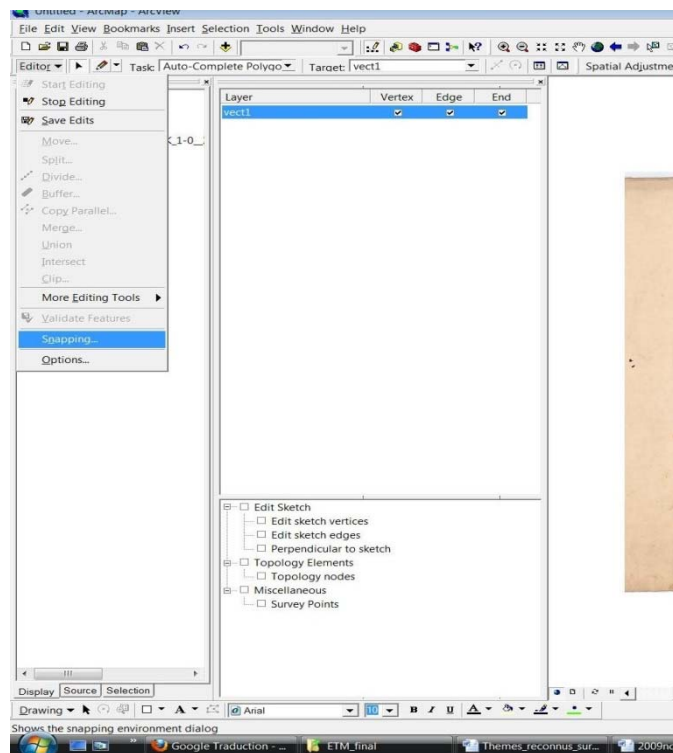 Untitled - ArcMap - ArcView
File Edit View Bookmarks Insert Selection Tools Window Help
Editor Task: Auto-Complete Polygo Target: vect1 Spatial Adjustme
Start Editing
Stop Editing
Save Edits
Move...
Split...
Divide...
Buffer...
Copy Parallel...
Merge...
Union
Intersect
Clip...
More Editing Tools
Validate Features
Snapping...
Options...
Layer Vertex Edge End
vect1
_1-0_
Edit Sketch
Edit sketch vertices
Edit sketch edges
Perpendicular to sketch
Topology Elements
Topology nodes
Miscellaneous
Survey Points
Display Source Selection
Drawing A Arial 10 B I U A
Shows the snapping environment dialog
Google Traduction - ... ETM_final Themes_reconnus_sur... 2009no